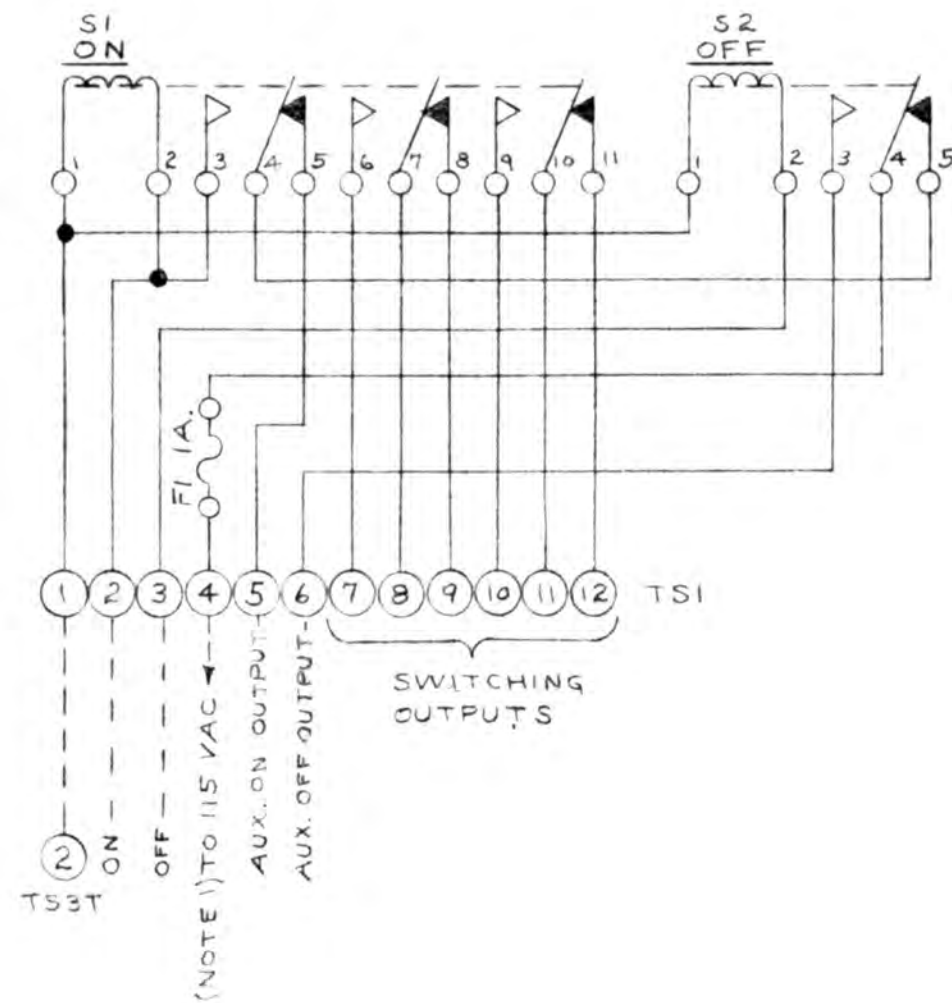 S1
ON
S2
OFF
1 2 3 4 5 6 7 8 9 10 11
1 2 3 4 5
F1 1A.
1 2 3 4 5 6 7 8 9 10 11 12 TS1
SWITCHING
OUTPUTS
2
TS3T
ON
OFF
(NOTE 1) TO 115 VAC
AUX. ON OUTPUT
AUX. OFF OUTPUT